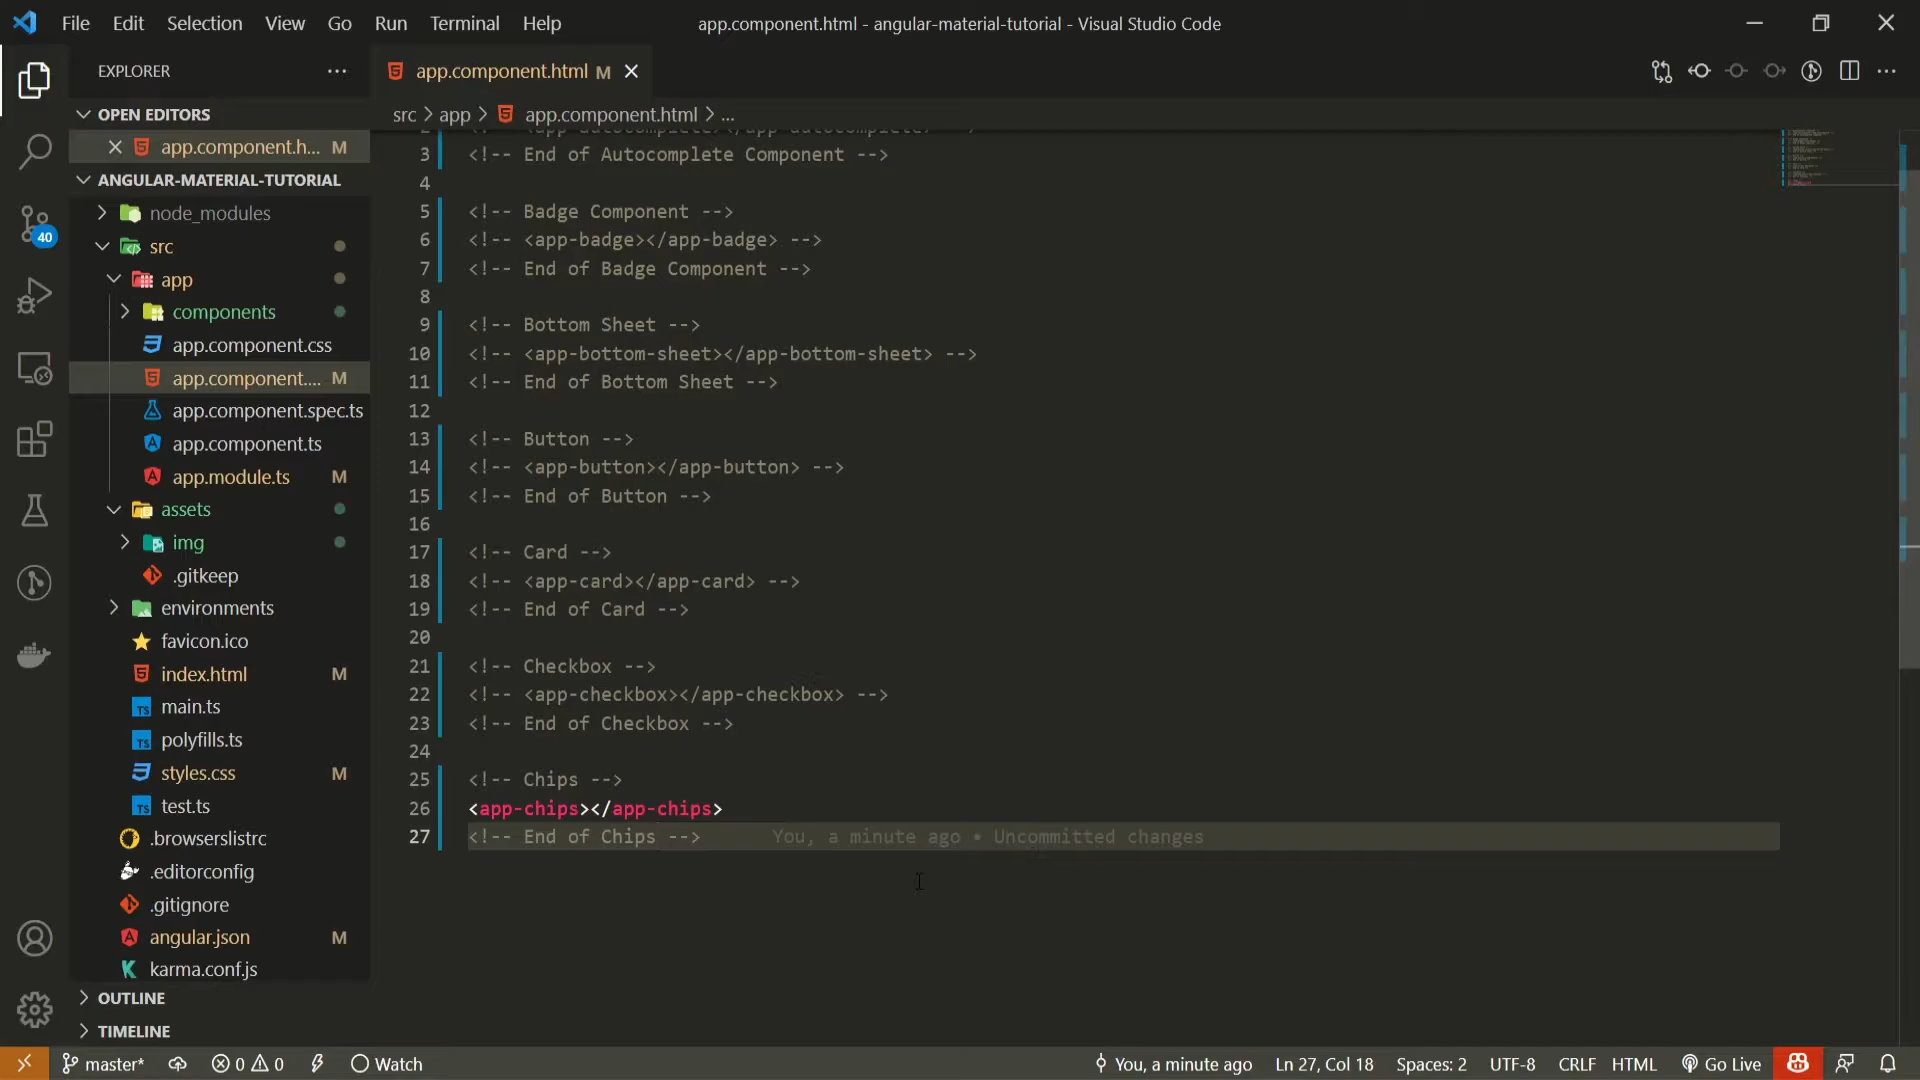 File Edit Selection View Go Run Terminal Help
app.component.html - angular-material-tutorial - Visual Studio Code
EXPLORER
app.component.html M
OPEN EDITORS
src > app > app.component.html > ...
app.component.h... M
ANGULAR-MATERIAL-TUTORIAL
node_modules
src
app
components
app.component.css
app.component.... M
app.component.spec.ts
app.component.ts
app.module.ts M
assets
img
.gitkeep
environments
favicon.ico
index.html M
main.ts
polyfills.ts
styles.css M
test.ts
.browserslistrc
.editorconfig
.gitignore
angular.json M
karma.conf.js
OUTLINE
TIMELINE
40
2 <!-- <app-autocomplete></app-autocomplete> -->
3 <!-- End of Autocomplete Component -->
4
5 <!-- Badge Component -->
6 <!-- <app-badge></app-badge> -->
7 <!-- End of Badge Component -->
8
9 <!-- Bottom Sheet -->
10 <!-- <app-bottom-sheet></app-bottom-sheet> -->
11 <!-- End of Bottom Sheet -->
12
13 <!-- Button -->
14 <!-- <app-button></app-button> -->
15 <!-- End of Button -->
16
17 <!-- Card -->
18 <!-- <app-card></app-card> -->
19 <!-- End of Card -->
20
21 <!-- Checkbox -->
22 <!-- <app-checkbox></app-checkbox> -->
23 <!-- End of Checkbox -->
24
25 <!-- Chips -->
26 <app-chips></app-chips>
27 <!-- End of Chips --> You, a minute ago • Uncommitted changes
master* 0 0 Watch You, a minute ago Ln 27, Col 18 Spaces: 2 UTF-8 CRLF HTML Go Live